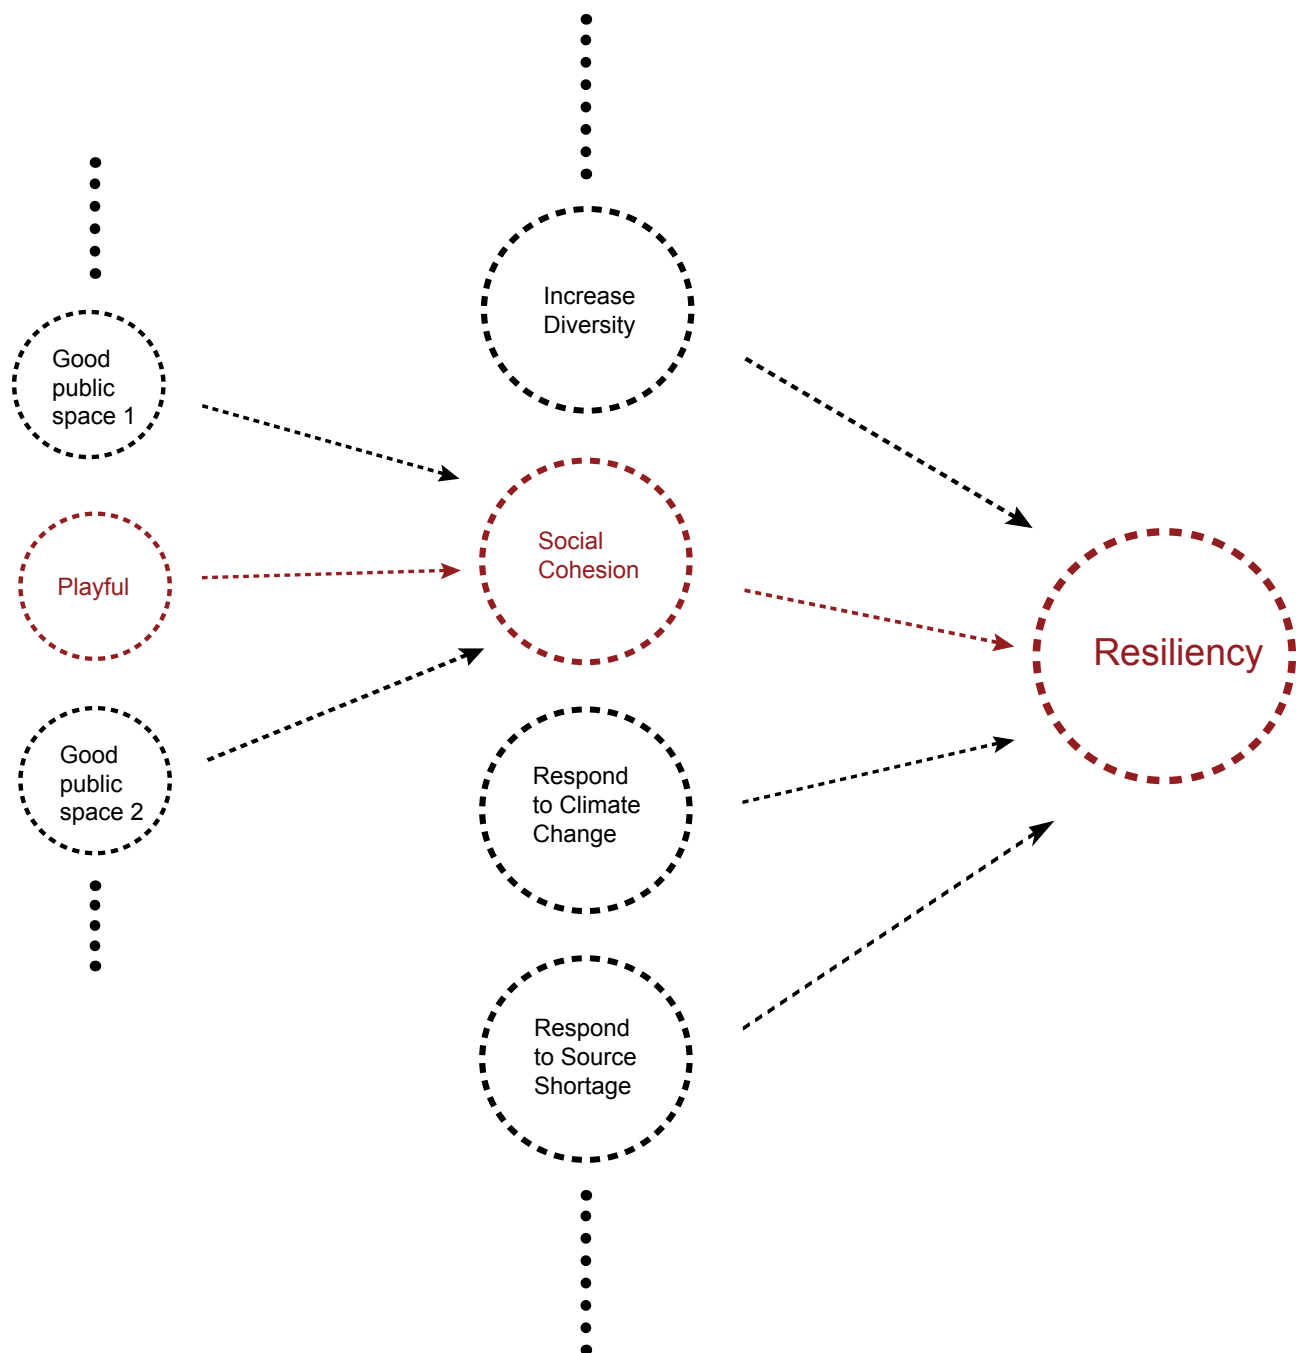 Good
public
space 1
Playful
Good
public
space 2
Increase
Diversity
Social
Cohesion
Respond
to Climate
Change
Respond
to Source
Shortage
Resiliency